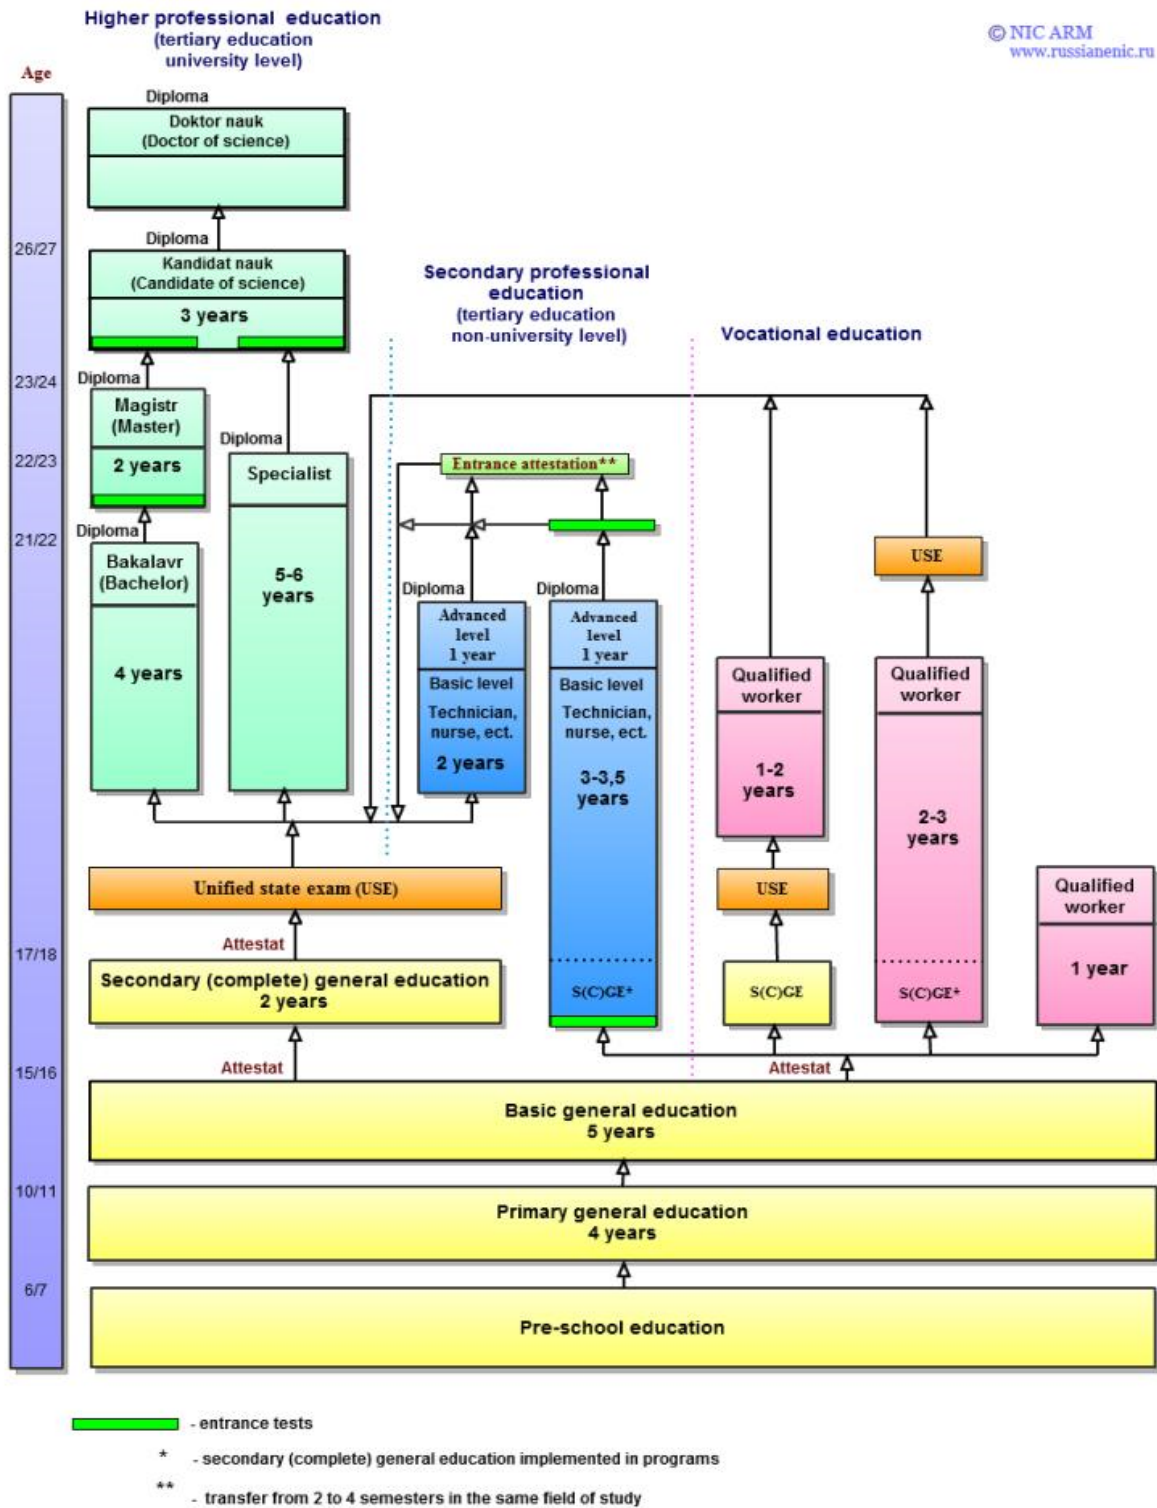 Higher professional education
(tertiary education
university level)
© NIC ARM
www.russianenic.ru
Age
Diploma
Doktor nauk
(Doctor of science)
26/27
Diploma
Kandidat nauk
(Candidate of science)
3 years
Secondary professional
education
(tertiary education
non-university level)
Vocational education
23/24
Diploma
Magistr
(Master)
2 years
22/23
Diploma
Specialist
5-6
years
Entrance attestation**
21/22
Diploma
Bakalavr
(Bachelor)
4 years
USE
Diploma
Advanced
level
1 year
Basic level
Technician,
nurse, ect.
2 years
Diploma
Advanced
level
1 year
Basic level
Technician,
nurse, ect.
3-3,5
years
S(C)GE*
Qualified
worker
1-2
years
USE
S(C)GE
Qualified
worker
2-3
years
S(C)GE*
Qualified
worker
1 year
Unified state exam (USE)
17/18
Attestat
Secondary (complete) general education
2 years
15/16
Attestat
Attestat
Basic general education
5 years
10/11
Primary general education
4 years
6/7
Pre-school education
- entrance tests
* - secondary (complete) general education implemented in programs
** - transfer from 2 to 4 semesters in the same field of study